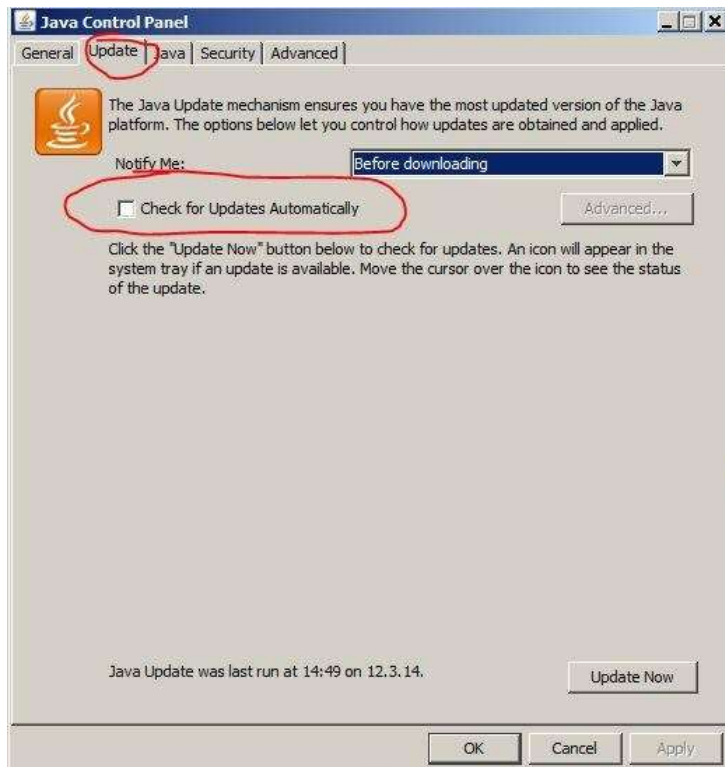 Java Control Panel
General Update Java Security Advanced
The Java Update mechanism ensures you have the most updated version of the Java
platform. The options below let you control how updates are obtained and applied.
Notify Me: Before downloading
Check for Updates Automatically Advanced...
Click the "Update Now" button below to check for updates. An icon will appear in the
system tray if an update is available. Move the cursor over the icon to see the status
of the update.
Java Update was last run at 14:49 on 12.3.14. Update Now
OK Cancel Apply